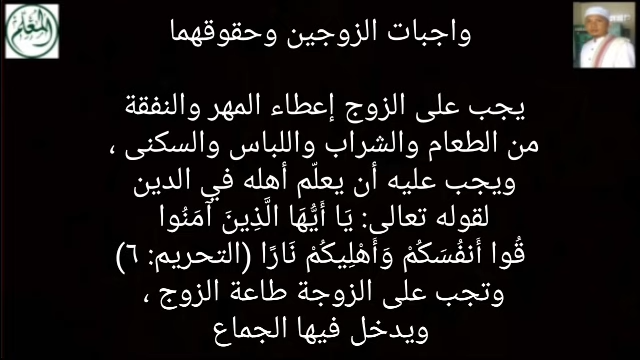 المعلم
واجبات الزوجين وحقوقهما
يجب على الزوج إعطاء المهر والنفقة
من الطعام والشراب واللباس والسكنى ،
ويجب عليه أن يعلّم أهله في الدين
لقوله تعالى: يَا أَيُّهَا الَّذِينَ آمَنُوا
قُوا أَنفُسَكُمْ وَأَهْلِيكُم نَارًا (التحريم: ٦)
وتجب على الزوجة طاعة الزوج ،
ويدخل فيها الجماع